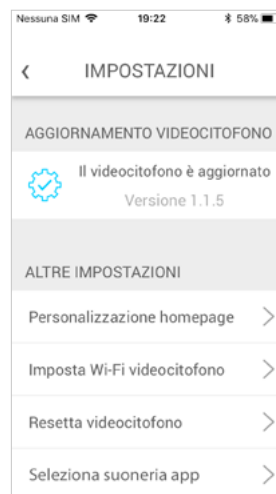 Nessuna SIM 19:22 58%
IMPOSTAZIONI
AGGIORNAMENTO VIDEOCITOFONO
Il videocitofono è aggiornato
Versione 1.1.5
ALTRE IMPOSTAZIONI
Personalizzazione homepage
Imposta Wi-Fi videocitofono
Resetta videocitofono
Seleziona suoneria app